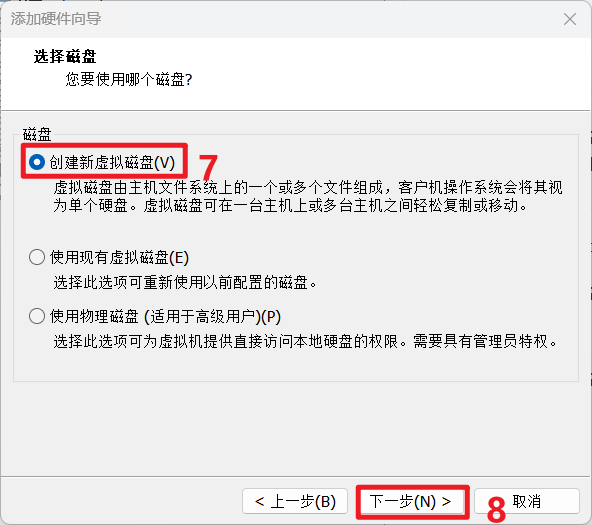 添加硬件向导
选择磁盘
您要使用哪个磁盘?
磁盘
创建新虚拟磁盘(V)
7
虚拟磁盘由主机文件系统上的一个或多个文件组成，客户机操作系统会将其视
为单个硬盘。虚拟磁盘可在一台主机上或多台主机之间轻松复制或移动。
使用现有虚拟磁盘(E)
选择此选项可重新使用以前配置的磁盘。
使用物理磁盘 (适用于高级用户)(P)
选择此选项可为虚拟机提供直接访问本地硬盘的权限。需要具有管理员特权。
< 上一步(B)
下一步(N) >
8
取消